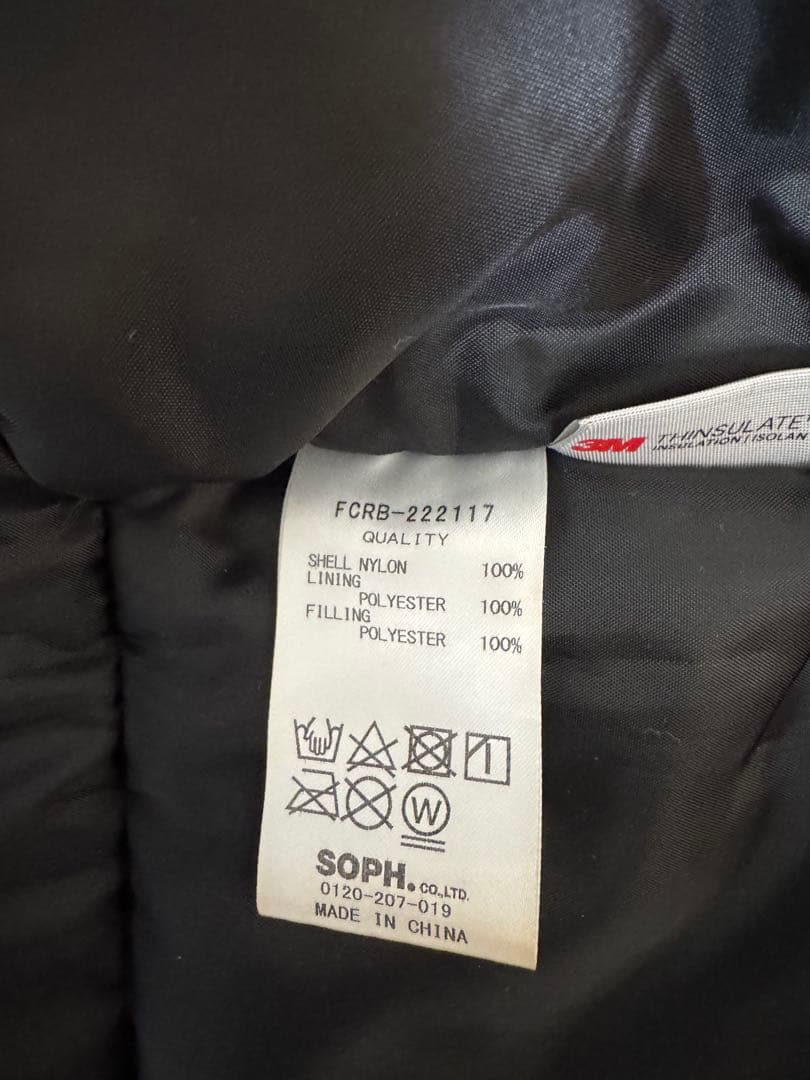 3M THINSULATE
INSULATION | ISOLAN
FCRB-222117
QUALITY
SHELL NYLON 100%
LINING
POLYESTER 100%
FILLING
POLYESTER 100%
W
SOPH. CO.,LTD.
0120-207-019
MADE IN CHINA